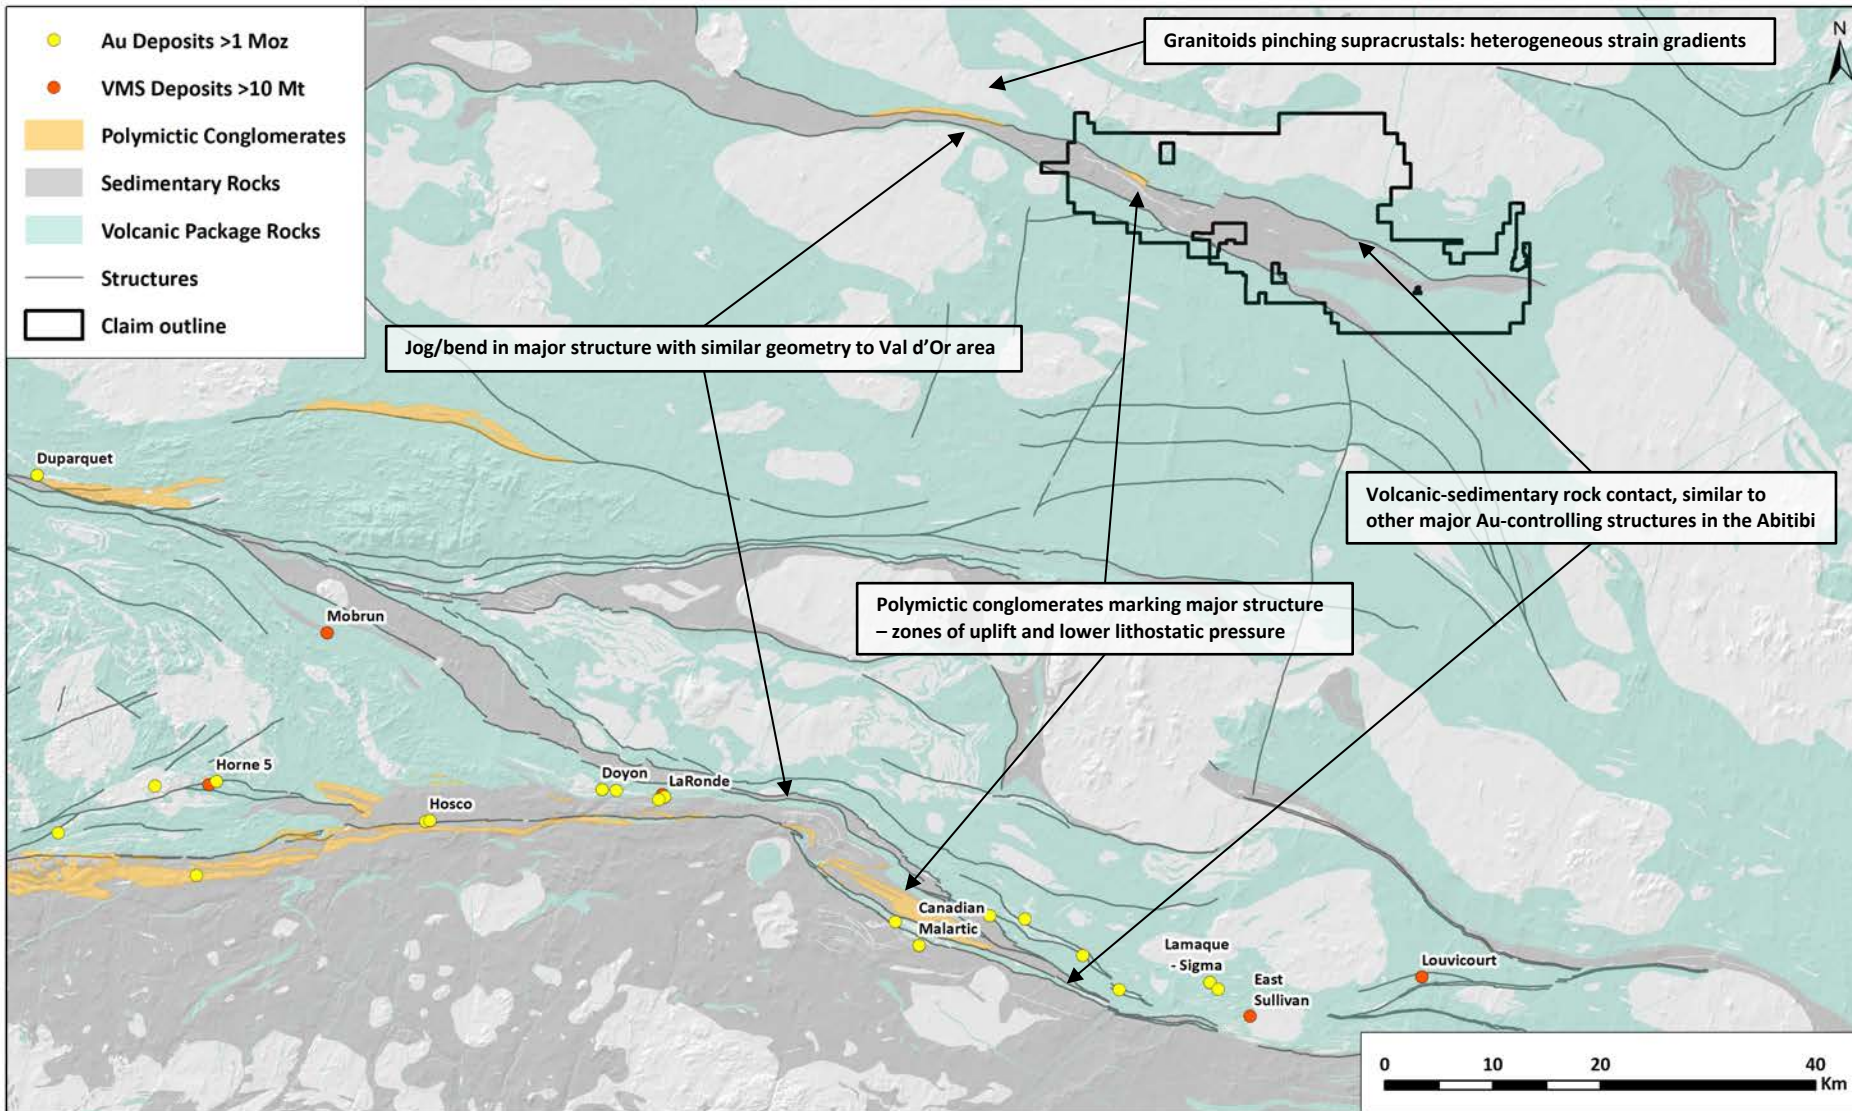 Au Deposits >1 Moz
VMS Deposits >10 Mt
Polymictic Conglomerates
Sedimentary Rocks
Volcanic Package Rocks
Structures
Claim outline
Granitoids pinching supracrustals: heterogeneous strain gradients
N
Jog/bend in major structure with similar geometry to Val d’Or area
Duparquet
Volcanic-sedimentary rock contact, similar to
other major Au-controlling structures in the Abitibi
Polymictic conglomerates marking major structure
– zones of uplift and lower lithostatic pressure
Mobrun
Horne 5
Doyon
LaRonde
Hosco
Canadian
Malartic
Lamaque
- Sigma
East
Sullivan
Louvicourt
0 10 20 40
Km